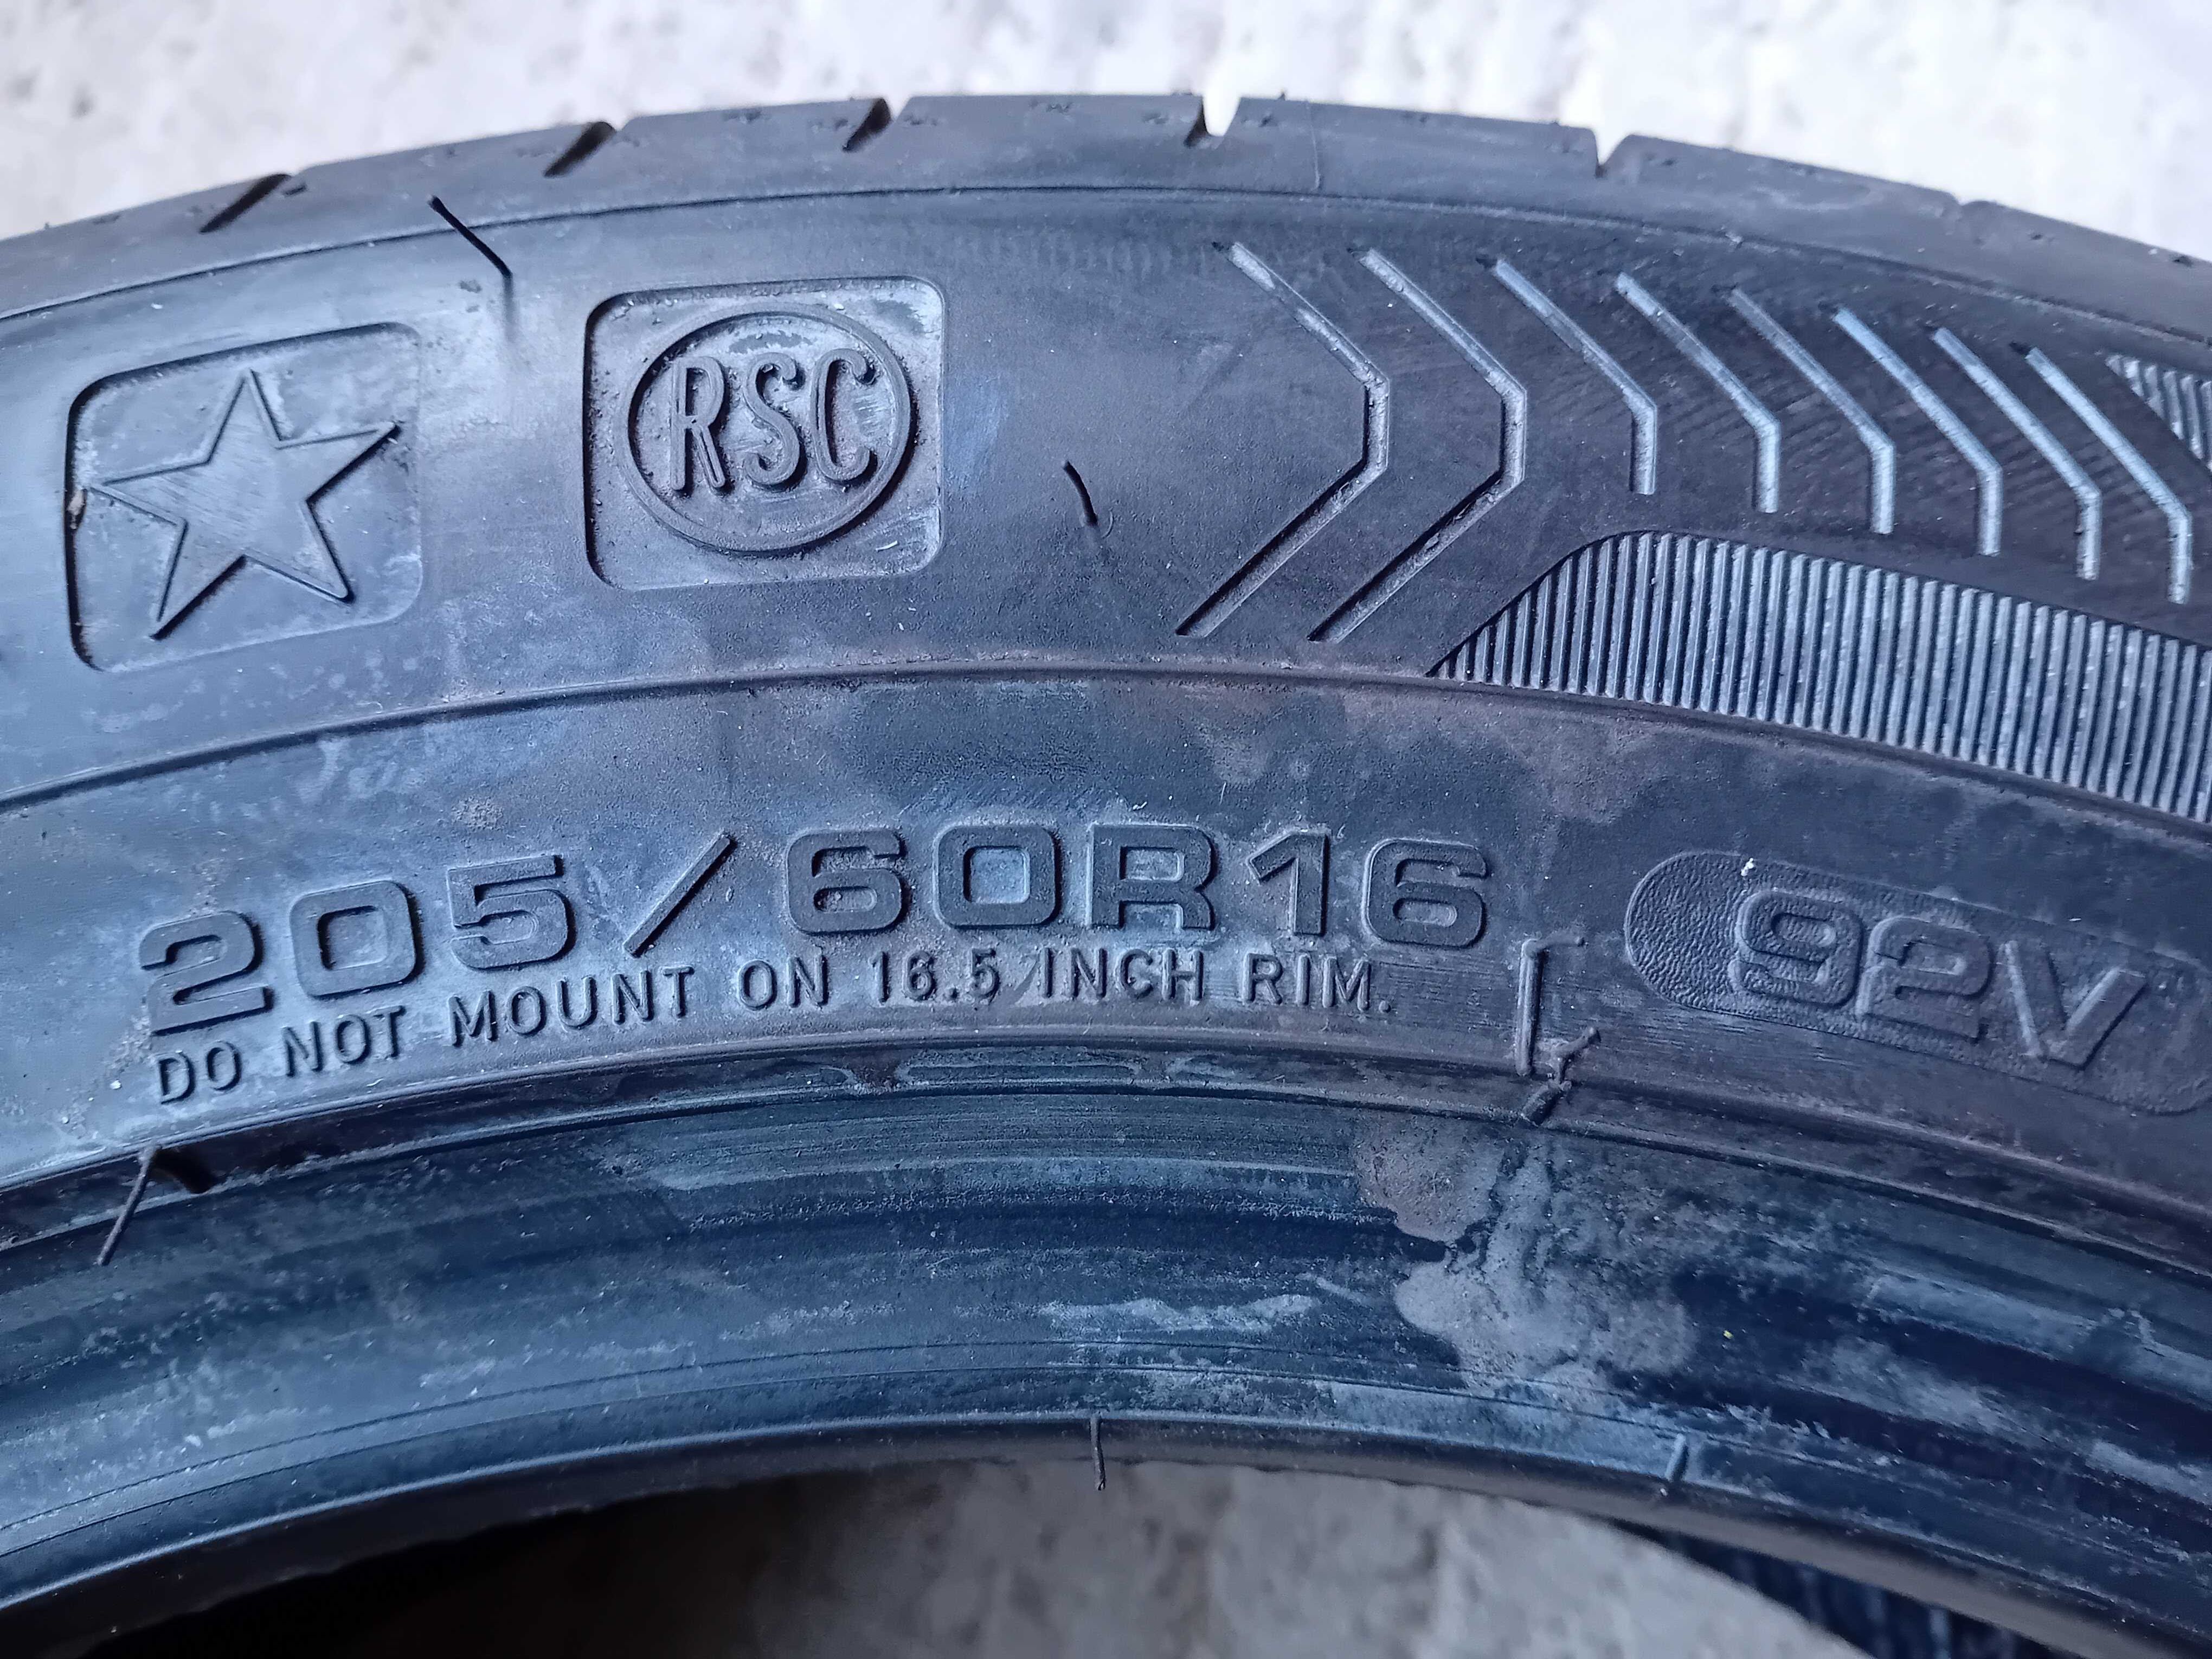 RSC
205/60R16 92V
DO NOT MOUNT ON 16.5 INCH RIM.